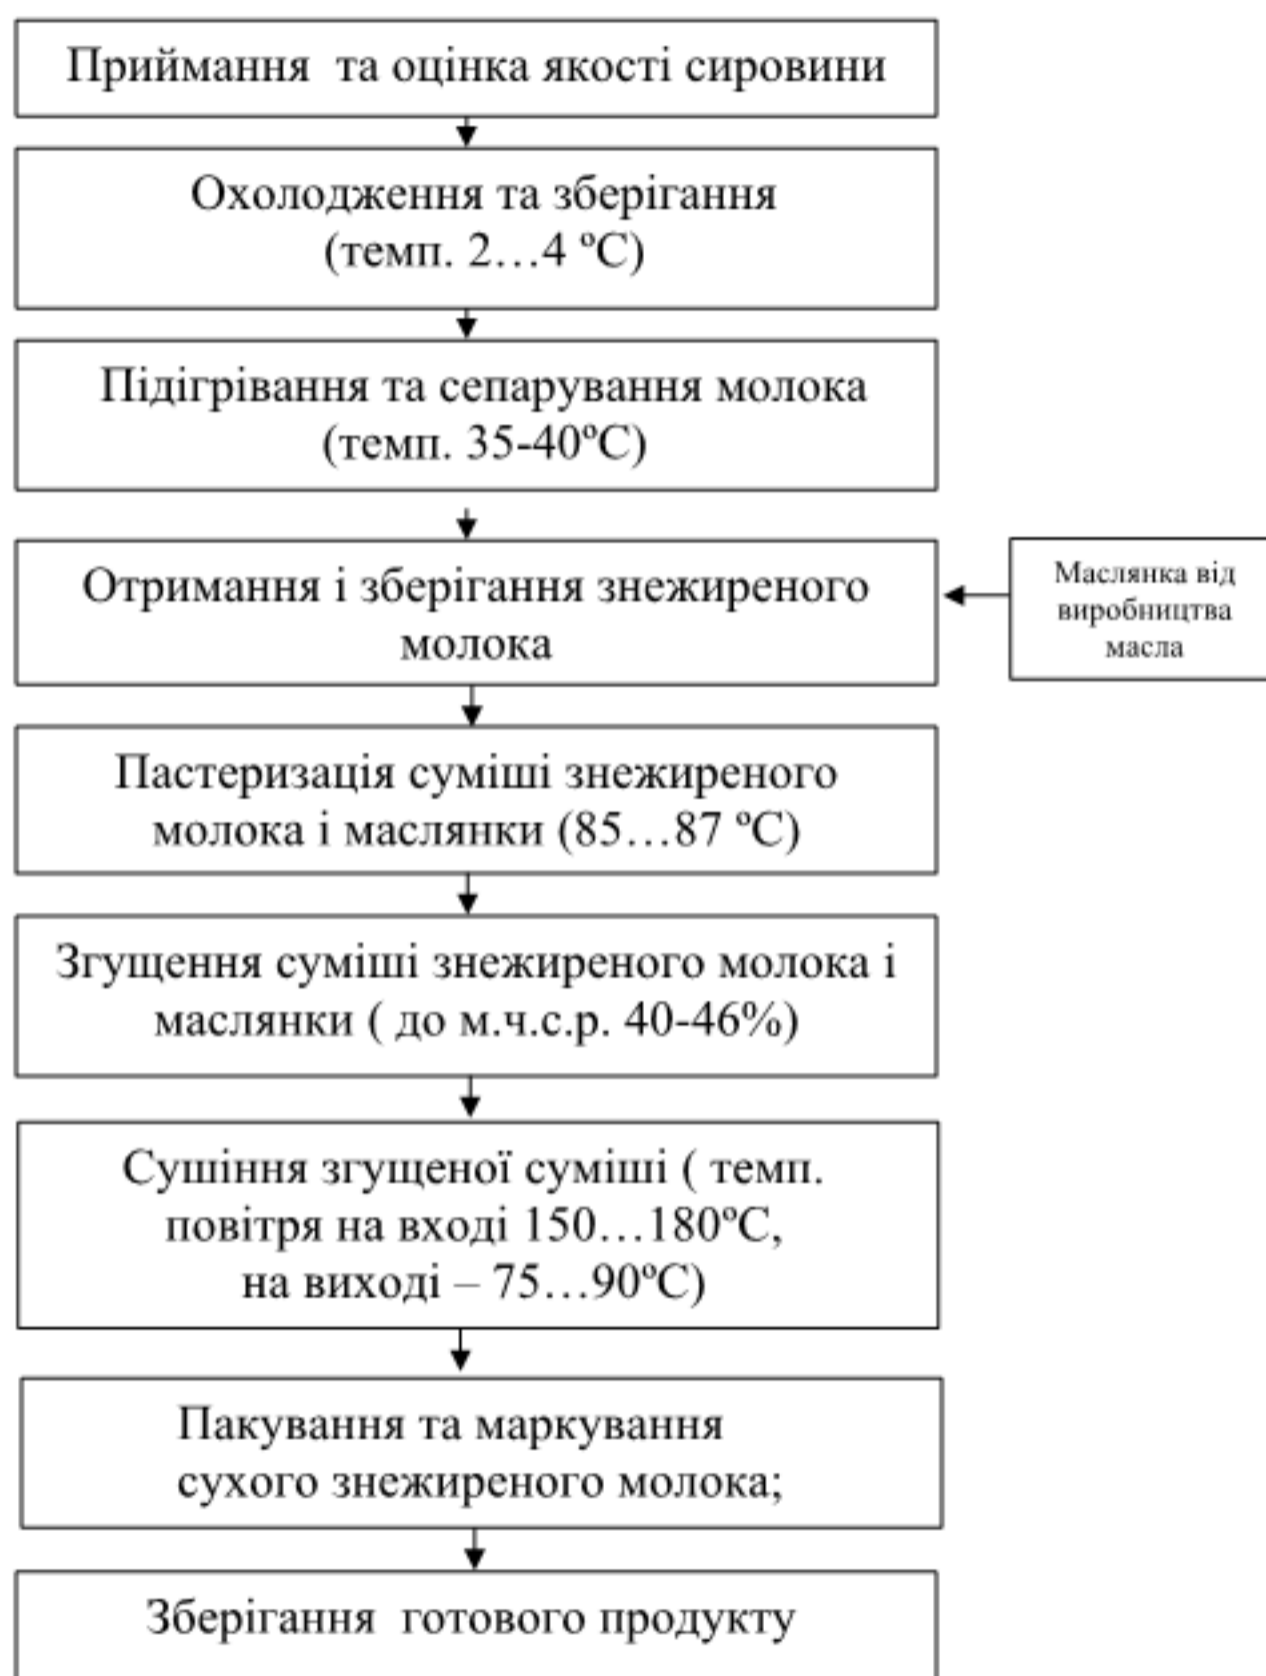 Приймання та оцінка якості сировини
Охолодження та зберігання
(темп. 2…4 ºС)
Підігрівання та сепарування молока
(темп. 35-40ºС)
Отримання і зберігання знежиреного
молока
Маслянка від
виробництва
масла
Пастеризація суміші знежиреного
молока і маслянки (85…87 ºС)
Згущення суміші знежиреного молока і
маслянки ( до м.ч.с.р. 40-46%)
Сушіння згущеної суміші ( темп.
повітря на вході 150…180ºС,
на виході – 75…90ºС)
Пакування та маркування
сухого знежиреного молока;
Зберігання готового продукту